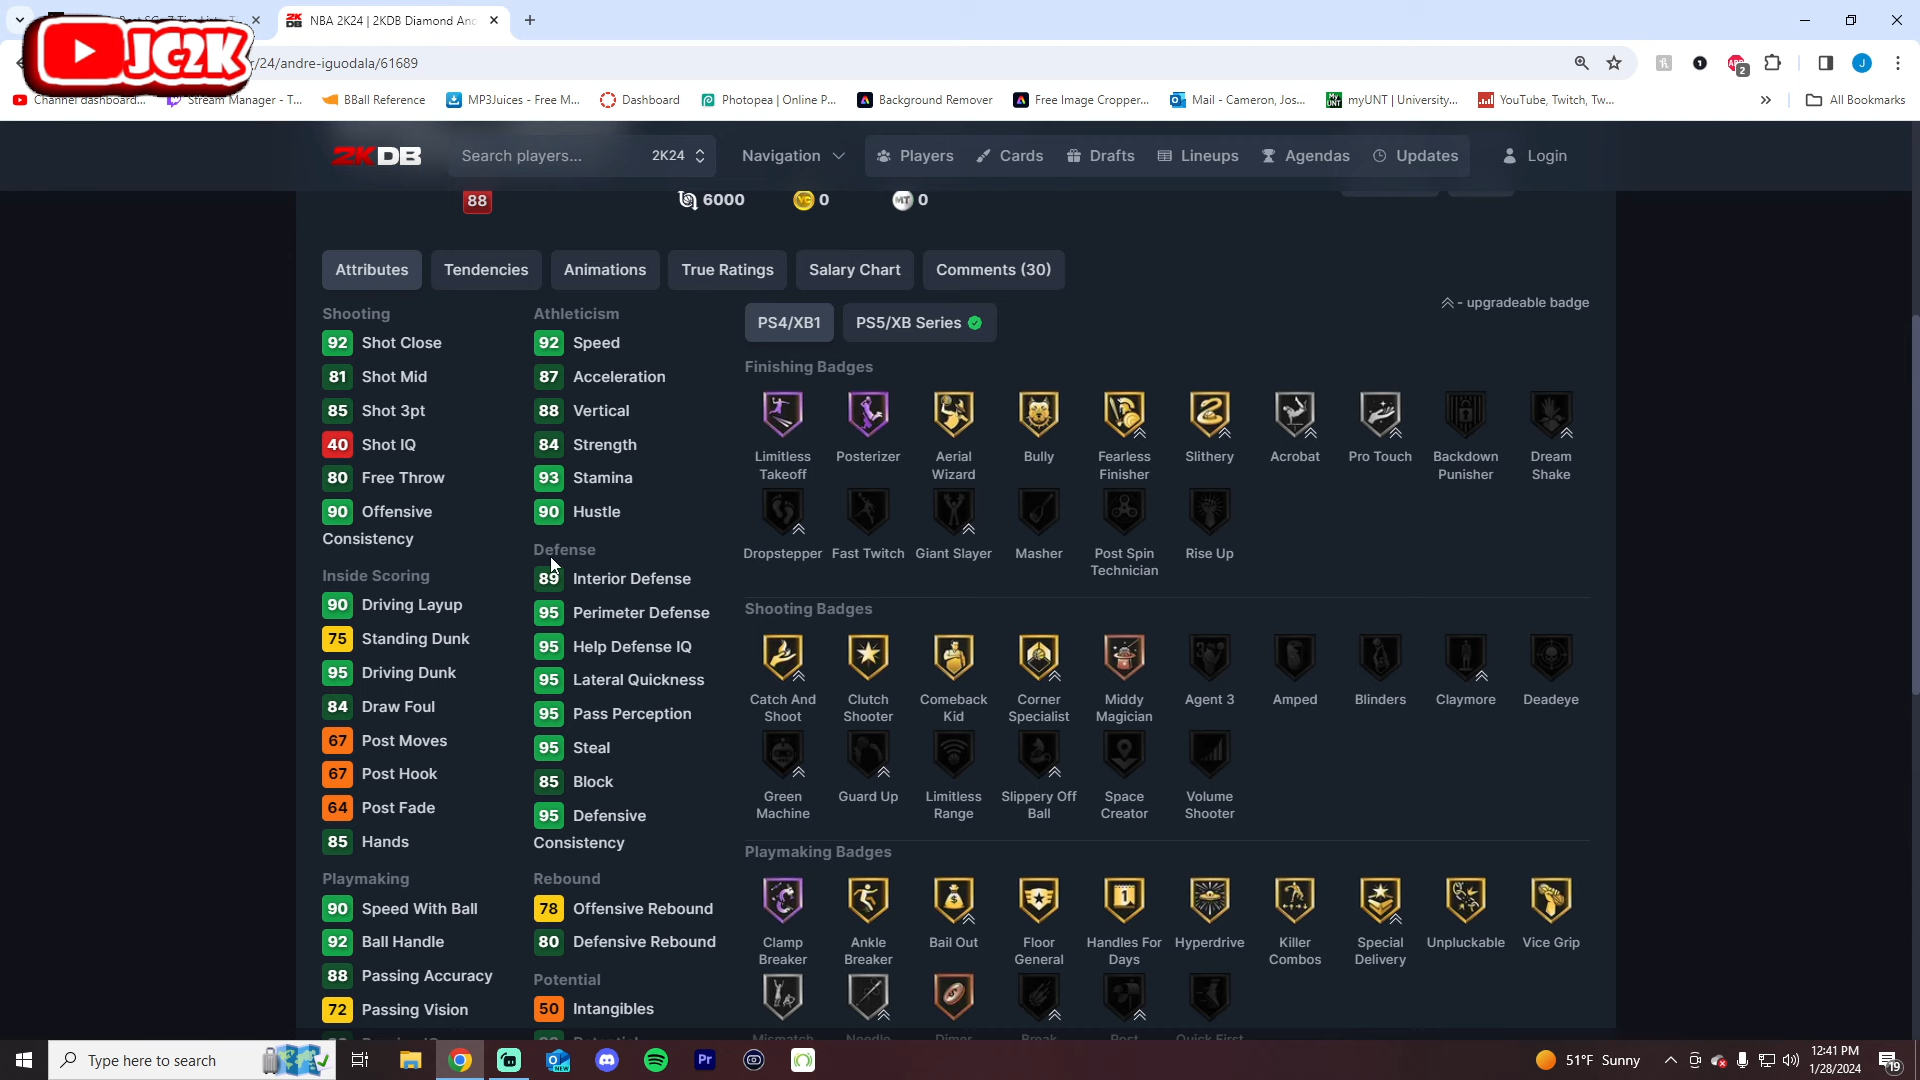 NBA 2K24 | 2KDB Diamond And
JC2K
/24/andre-iguodala/61689
Channel dashboard...
Stream Manager - T...
BBall Reference
MP3Juices - Free M...
Dashboard
Photopea | Online P...
Background Remover
Free Image Cropper...
Mail - Cameron, Jos...
myUNT | University...
YouTube, Twitch, Tw...
All Bookmarks
2KDB
Search players...
2K24
Navigation
Players
Cards
Drafts
Lineups
Agendas
Updates
Login
88
6000
VC 0
MT 0
Attributes
Tendencies
Animations
True Ratings
Salary Chart
Comments (30)
- upgradeable badge
Shooting
92 Shot Close
81 Shot Mid
85 Shot 3pt
40 Shot IQ
80 Free Throw
90 Offensive
Consistency
Inside Scoring
90 Driving Layup
75 Standing Dunk
95 Driving Dunk
84 Draw Foul
67 Post Moves
67 Post Hook
64 Post Fade
85 Hands
Playmaking
90 Speed With Ball
92 Ball Handle
88 Passing Accuracy
72 Passing Vision
Athleticism
92 Speed
87 Acceleration
88 Vertical
84 Strength
93 Stamina
90 Hustle
Defense
89 Interior Defense
95 Perimeter Defense
95 Help Defense IQ
95 Lateral Quickness
95 Pass Perception
95 Steal
85 Block
95 Defensive
Consistency
Rebound
78 Offensive Rebound
80 Defensive Rebound
Potential
50 Intangibles
PS4/XB1
PS5/XB Series
Finishing Badges
Limitless
Takeoff
Posterizer
Aerial
Wizard
Bully
Fearless
Finisher
Slithery
Acrobat
Pro Touch
Backdown
Punisher
Dream
Shake
Dropstepper
Fast Twitch
Giant Slayer
Masher
Post Spin
Technician
Rise Up
Shooting Badges
Catch And
Shoot
Clutch
Shooter
Comeback
Kid
Corner
Specialist
Middy
Magician
Agent 3
Amped
Blinders
Claymore
Deadeye
Green
Machine
Guard Up
Limitless
Range
Slippery Off
Ball
Space
Creator
Volume
Shooter
Playmaking Badges
Clamp
Breaker
Ankle
Breaker
Bail Out
Floor
General
Handles For
Days
Hyperdrive
Killer
Combos
Special
Delivery
Unpluckable
Vice Grip
Mismatch
Needle
Dimer
Break
Post
Quick First
Type here to search
51°F Sunny
12:41 PM
1/28/2024
19